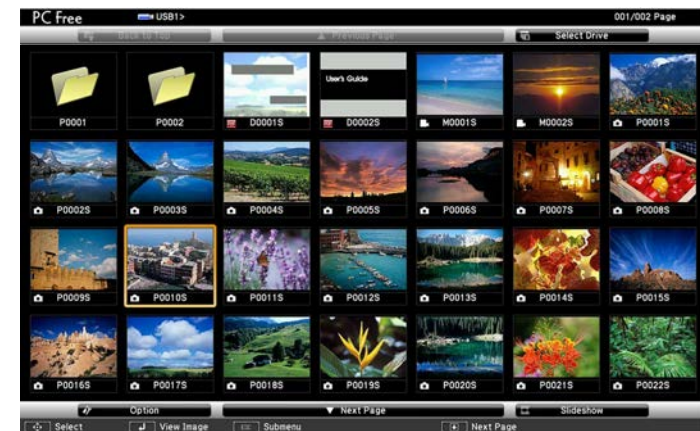 PC Free USB1> 001/002 Page
Back to Top Previous Page Select Drive
User's Guide
P0001 P0002 D0001S D0002S M0001S M0002S P0001S
P0002S P0003S P0004S P0005S P0006S P0007S P0008S
P0009S P0010S P0011S P0012S P0013S P0014S P0015S
P0016S P0017S P0018S P0019S P0020S P0021S P0022S
Option Next Page Slideshow
Select View Image Esc Submenu Next Page